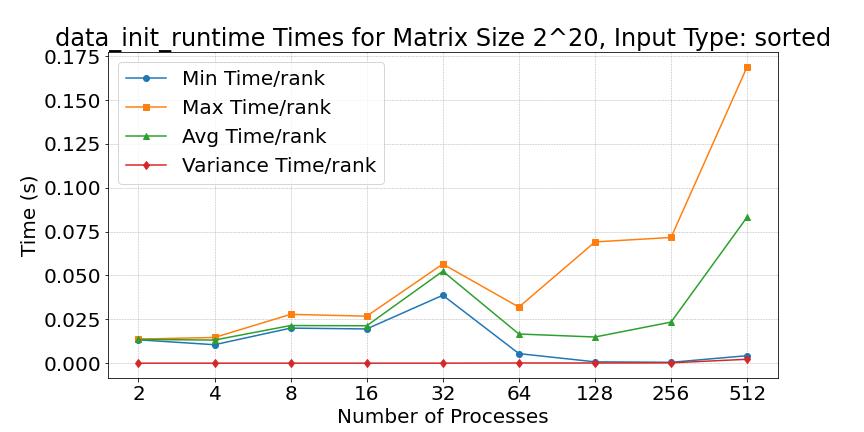 data_init_runtime Times for Matrix Size 2^20, Input Type: sorted
0.175
0.150
0.125
0.100
0.075
0.050
0.025
0.000
Time (s)
Min Time/rank
Max Time/rank
Avg Time/rank
Variance Time/rank
2 4 8 16 32 64 128 256 512
Number of Processes